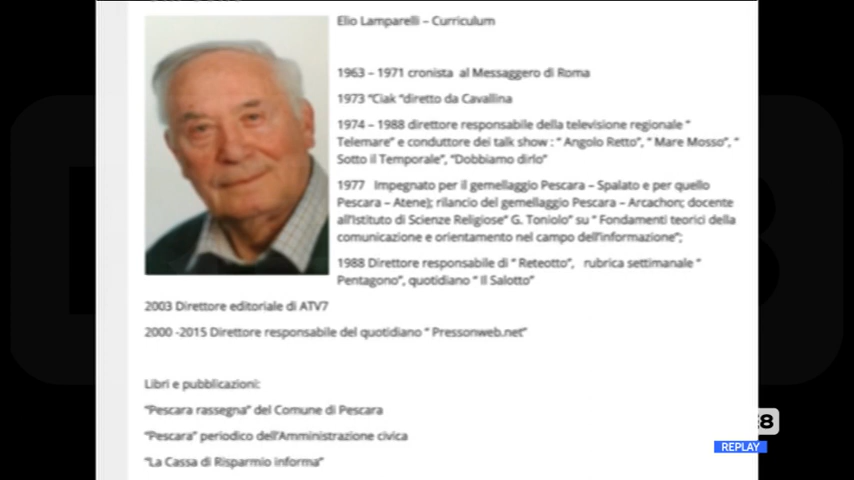 Elio Lamparelli – Curriculum
1963 – 1971 cronista al Messaggero di Roma
1973 “Ciak “diretto da Cavallina
1974 – 1988 direttore responsabile della televisione regionale “
Telemare” e conduttore dei talk show : “ Angolo Retto”, “ Mare Mosso”, “
Sotto il Temporale”, “Dobbiamo dirlo”
1977 Impegnato per il gemellaggio Pescara – Spalato e per quello
Pescara – Atene); rilancio del gemellaggio Pescara – Arcachon; docente
all’Istituto di Scienze Religiose” G. Toniolo” su “ Fondamenti teorici della
comunicazione e orientamento nel campo dell’informazione”;
1988 Direttore responsabile di “ Reteotto”, rubrica settimanale “
Pentagono”, quotidiano “ Il Salotto”
2003 Direttore editoriale di ATV7
2000 -2015 Direttore responsabile del quotidiano “ Pressonweb.net”
Libri e pubblicazioni:
“Pescara rassegna” del Comune di Pescara
“Pescara” periodico dell’Amministrazione civica
“La Cassa di Risparmio informa”
8
REPLAY